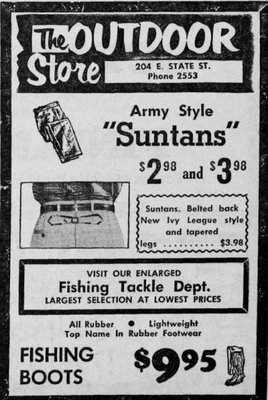 The OUTDOOR
Store
204 E. STATE ST.
Phone 2553
Army Style
"Suntans"
$2.98 and $3.98
Suntans. Belted back
New Ivy League style
and tapered
legs . . . . . . . . . $3.98
VISIT OUR ENLARGED
Fishing Tackle Dept.
LARGEST SELECTION AT LOWEST PRICES
All Rubber ● Lightweight
Top Name In Rubber Footwear
FISHING
BOOTS
$9.95